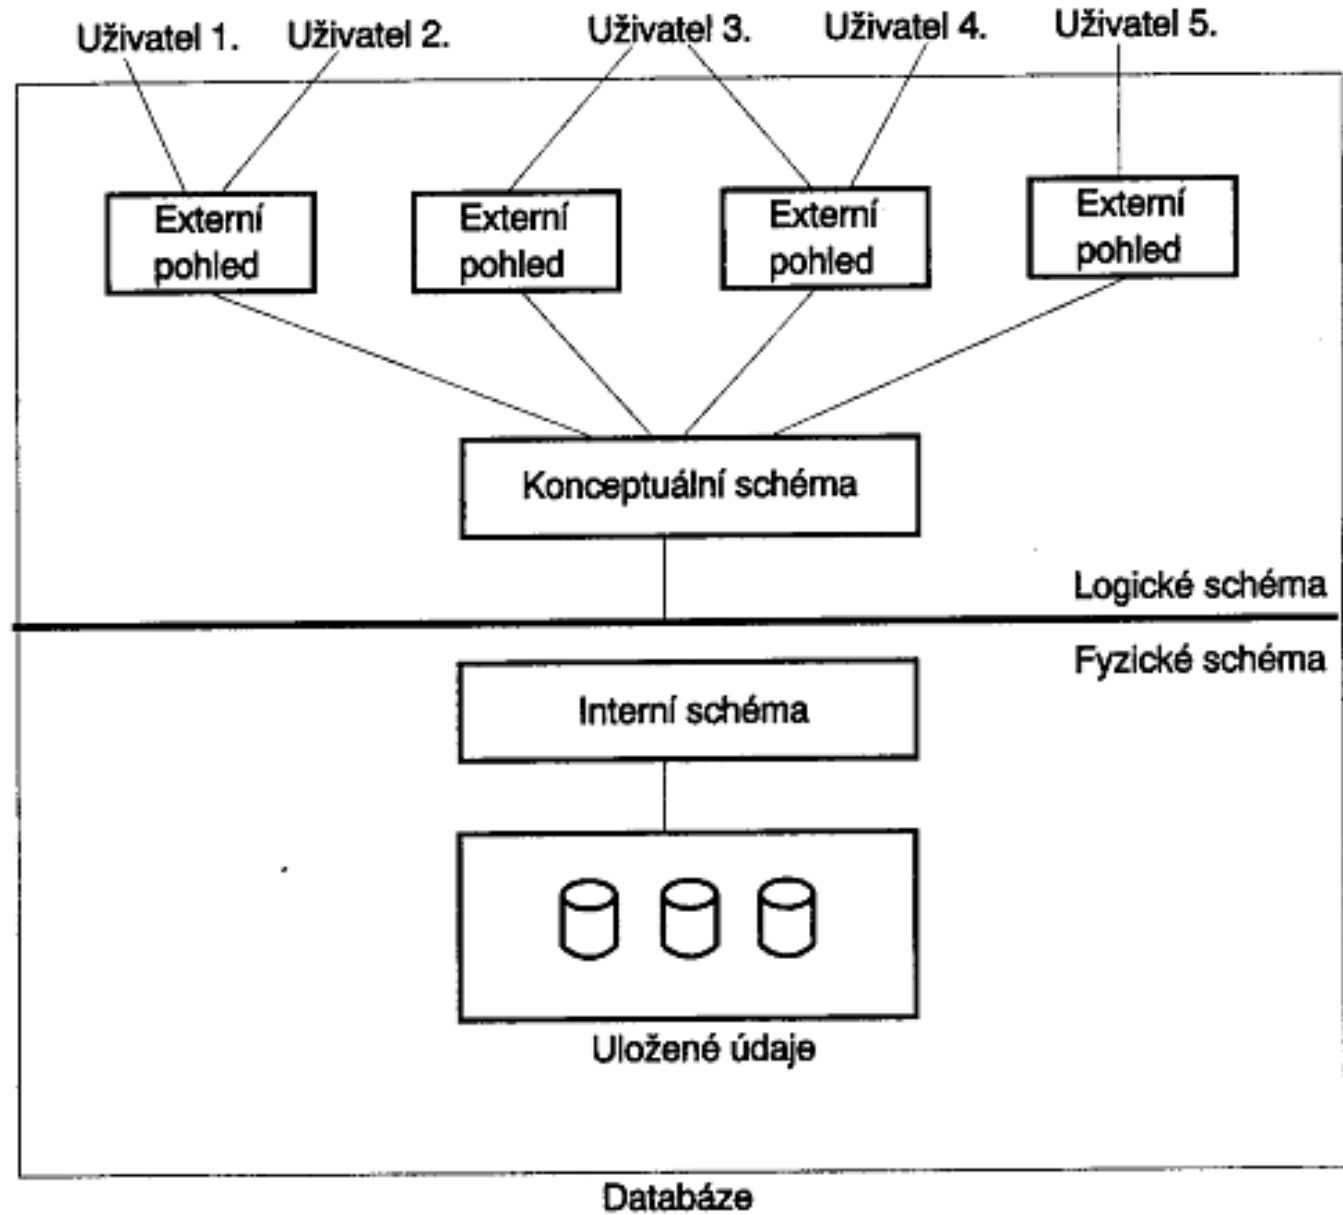 Uživatel 1. Uživatel 2. Uživatel 3. Uživatel 4. Uživatel 5.
Externí
pohled
Externí
pohled
Externí
pohled
Externí
pohled
Konceptuální schéma
Logické schéma
Fyzické schéma
Interní schéma
Uložené údaje
Databáze